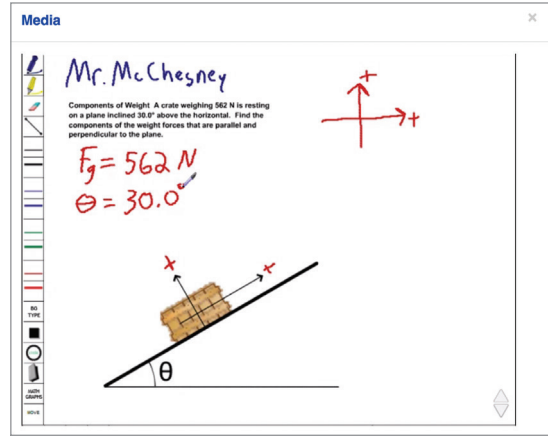 Media
×
Mr. McChesney
Components of Weight A crate weighing 562 N is resting
on a plane inclined 30.0° above the horizontal. Find the
components of the weight forces that are parallel and
perpendicular to the plane.
+
+
Fg = 562 N
θ = 30.0°
+
+
θ
BG
TYPE
MATH
GRAPHS